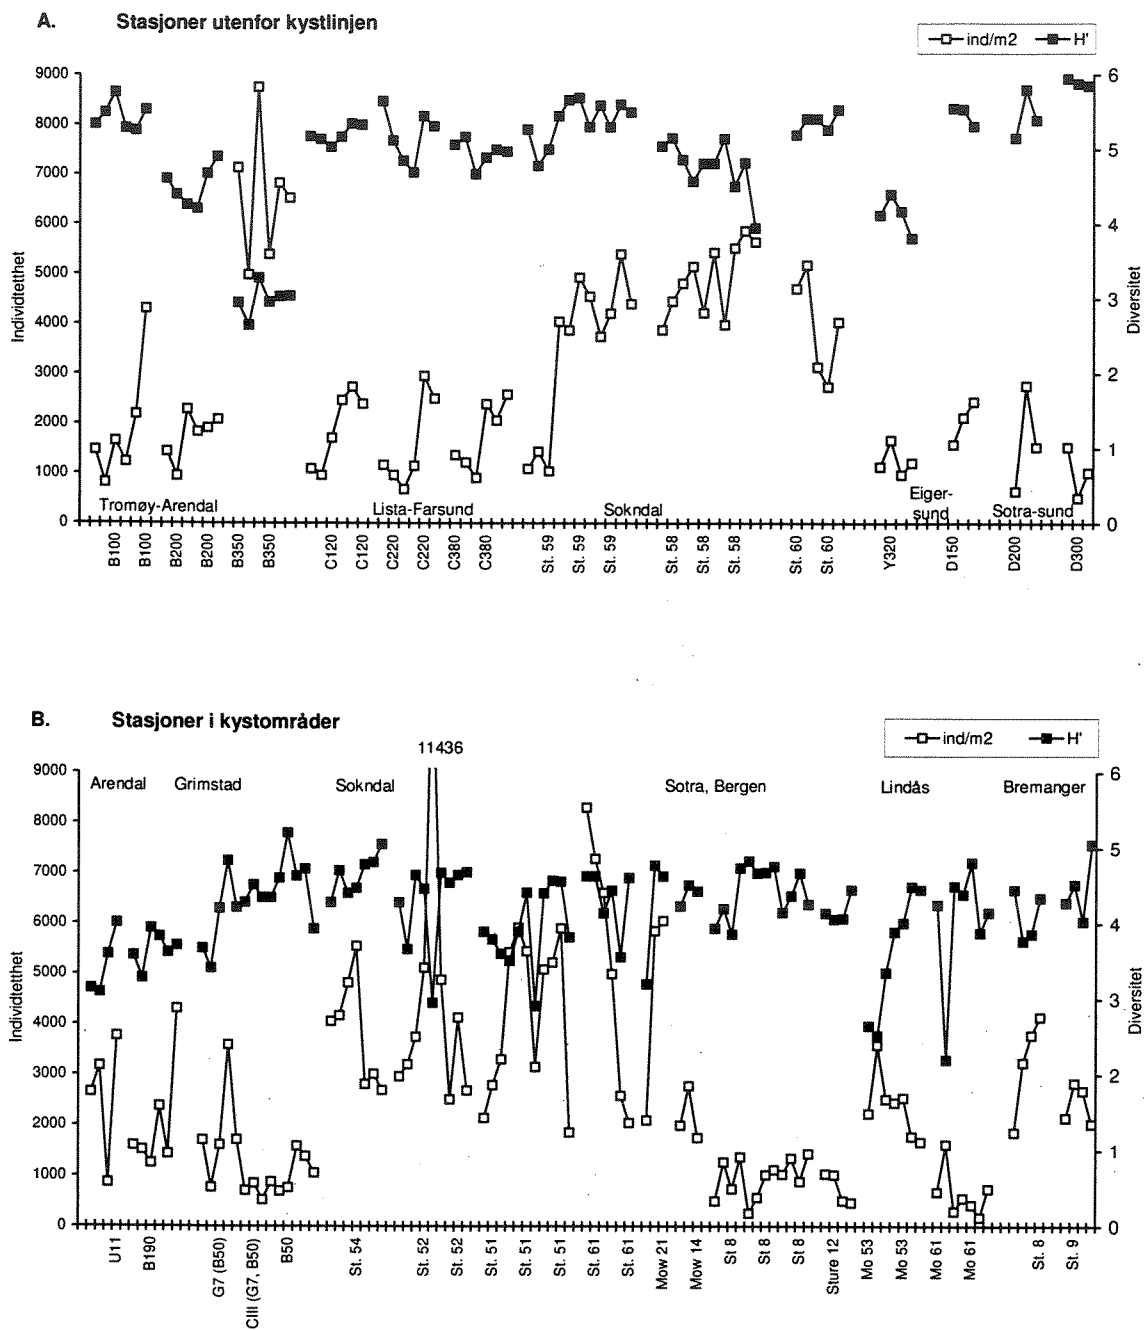 A. Stasjoner utenfor kystlinjen
ind/m2 H'
9000
8000
7000
6000
5000
4000
3000
2000
1000
0
Individtetthet
6
5
4
3
2
1
0
Diversitet
Tromøy-Arendal Lista-Farsund Sokndal Eiger-sund Sotra-sund
B100 B100 B200 B200 B350 B350 C120 C120 C220 C220 C380 C380 St. 59 St. 59 St. 59 St. 58 St. 58 St. 58 St. 60 St. 60 Y320 D150 D200 D300
B. Stasjoner i kystområder
ind/m2 H'
11436
9000
8000
7000
6000
5000
4000
3000
2000
1000
0
Individtetthet
6
5
4
3
2
1
0
Diversitet
Arendal Grimstad Sokndal Sotra, Bergen Lindås Bremanger
U11 B190 G7 (B50) CIII (G7, B50) B50 St. 54 St. 52 St. 52 St. 51 St. 51 St. 51 St. 61 St. 61 Mow 21 Mow 14 St 8 St 8 St 8 Sture 12 Mo 53 Mo 53 Mo 61 Mo 61 St. 8 St. 9